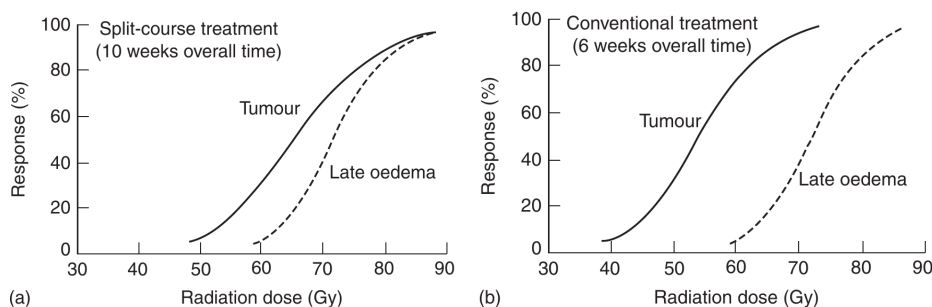 Split-course treatment
(10 weeks overall time)
Response (%)
100
80
60
40
20
0
Tumour
Late oedema
30 40 50 60 70 80 90
(a) Radiation dose (Gy)
Conventional treatment
(6 weeks overall time)
Response (%)
100
80
60
40
20
0
Tumour
Late oedema
30 40 50 60 70 80 90
(b) Radiation dose (Gy)